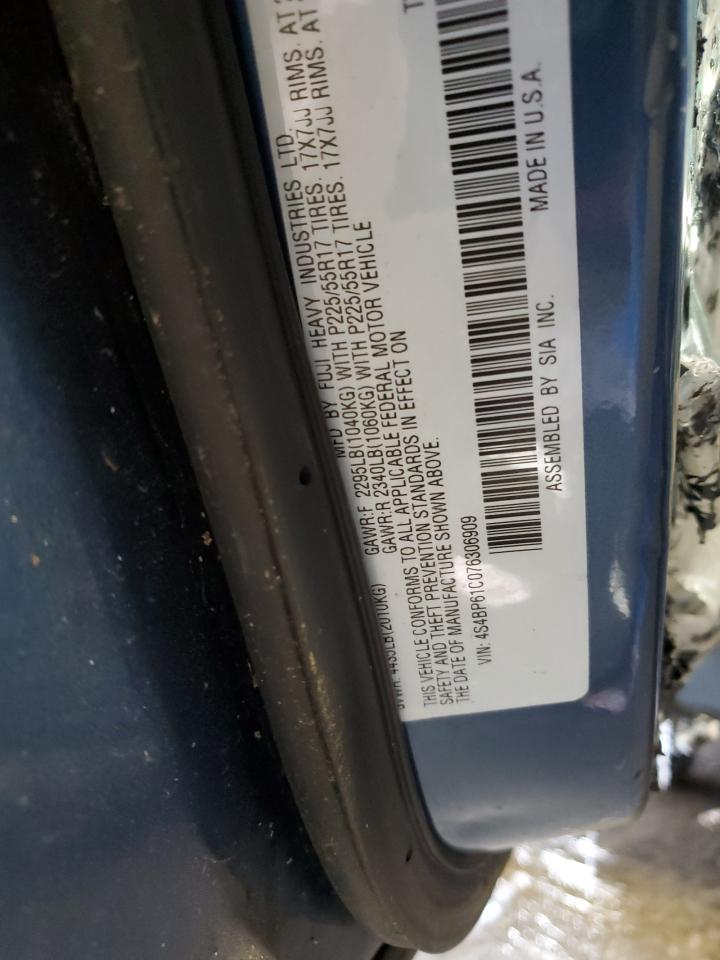 MFD BY FUJI HEAVY INDUSTRIES LTD.
GAWR:F 2295LB(1040KG) WITH P225/55R17 TIRES. 17X7JJ RIMS. AT
4435LB(2010KG) GAWR:R 2340LB(1060KG) WITH P225/55R17 TIRES. 17X7JJ RIMS. AT
THIS VEHICLE CONFORMS TO ALL APPLICABLE FEDERAL MOTOR VEHICLE
SAFETY AND THEFT PREVENTION STANDARDS IN EFFECT ON
THE DATE OF MANUFACTURE SHOWN ABOVE.
VIN: 4S4BP61C076306909
ASSEMBLED BY SIA INC. MADE IN U.S.A.